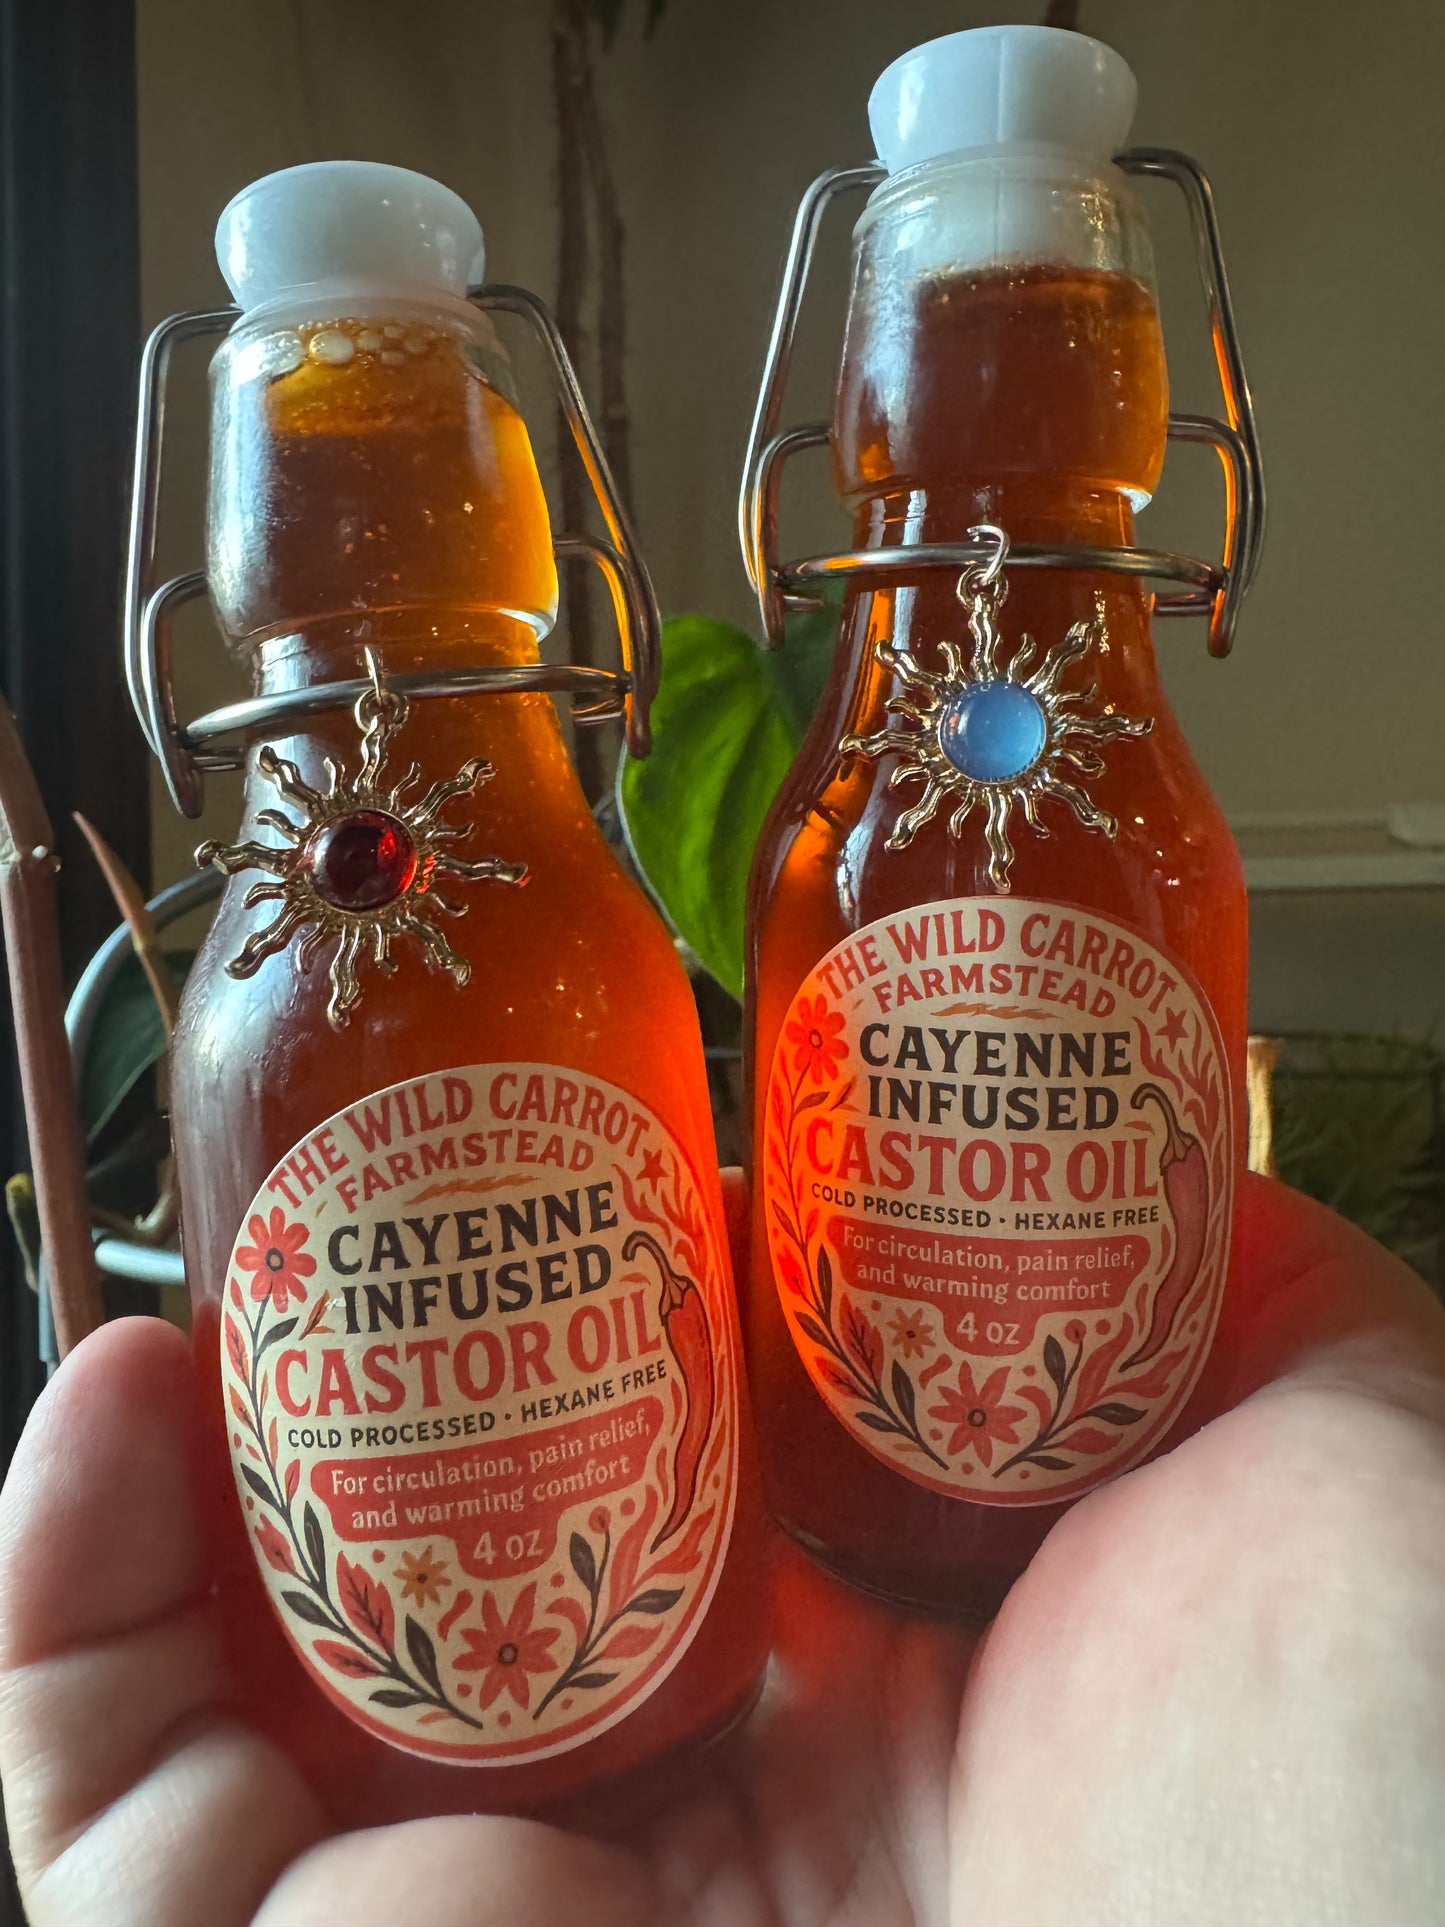 THE WILD CARROT
FARMSTEAD
CAYENNE
INFUSED
CASTOR OIL
COLD PROCESSED · HEXANE FREE
For circulation, pain relief,
and warming comfort
4 OZ
THE WILD CARROT
FARMSTEAD
CAYENNE
INFUSED
CASTOR OIL
COLD PROCESSED · HEXANE FREE
For circulation, pain relief,
and warming comfort
4 OZ